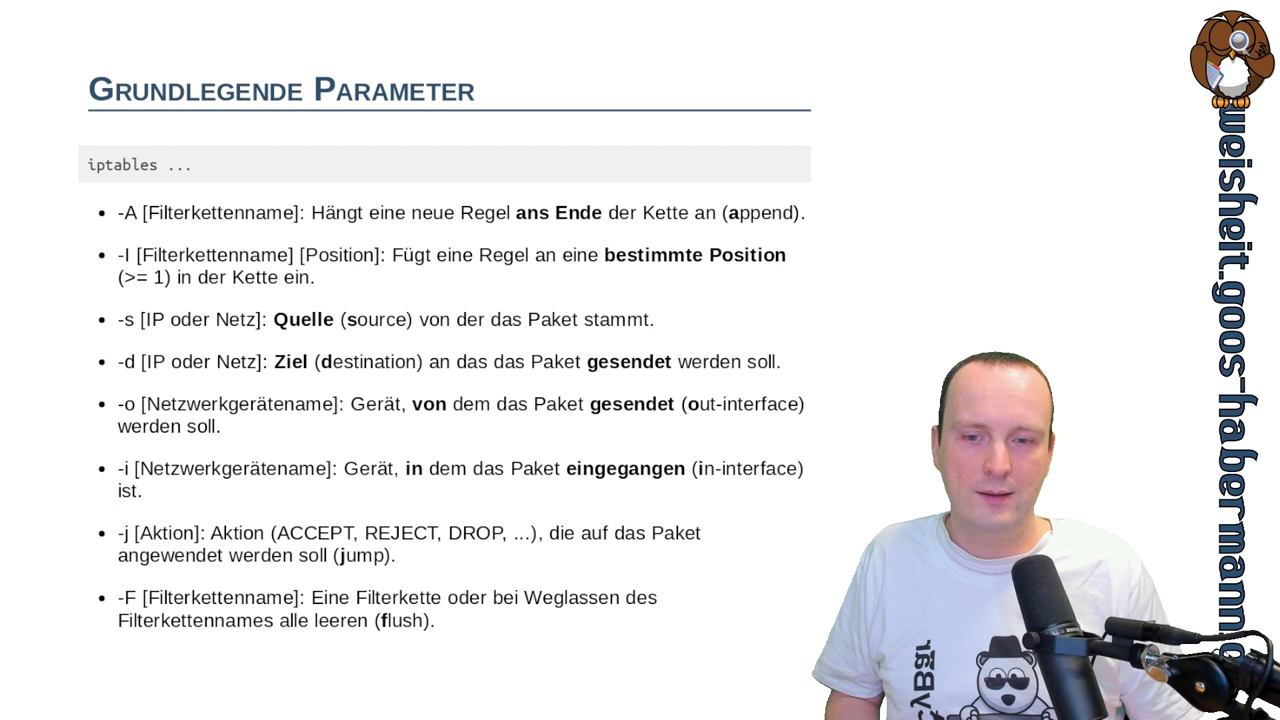 Grundlegende Parameter
iptables ...
-A [Filterkettenname]: Hängt eine neue Regel ans Ende der Kette an (append).
-I [Filterkettenname] [Position]: Fügt eine Regel an eine bestimmte Position
(>= 1) in der Kette ein.
-s [IP oder Netz]: Quelle (source) von der das Paket stammt.
-d [IP oder Netz]: Ziel (destination) an das das Paket gesendet werden soll.
-o [Netzwerkgerätename]: Gerät, von dem das Paket gesendet (out-interface)
werden soll.
-i [Netzwerkgerätename]: Gerät, in dem das Paket eingegangen (in-interface)
ist.
-j [Aktion]: Aktion (ACCEPT, REJECT, DROP, ...), die auf das Paket
angewendet werden soll (jump).
-F [Filterkettenname]: Eine Filterkette oder bei Weglassen des
Filterkettennames alle leeren (flush).
weisheit.goos-habermann.